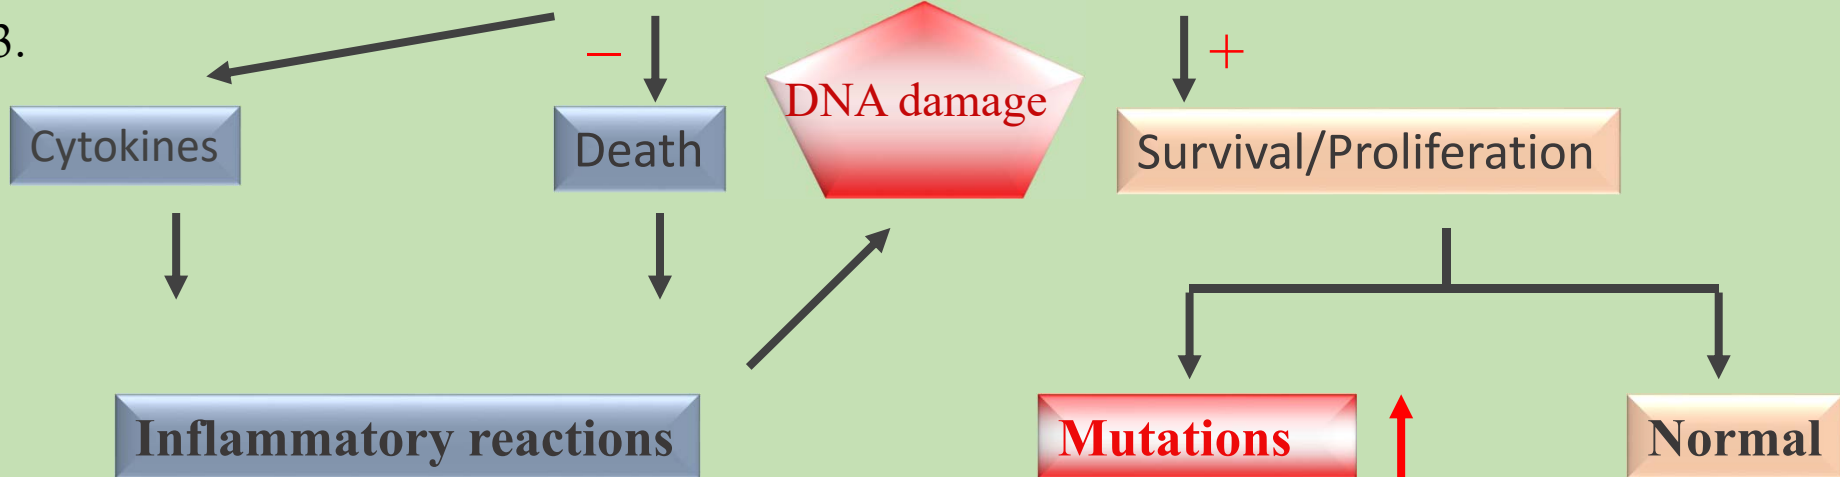 –
+
DNA damage
Cytokines
Death
Survival/Proliferation
Inflammatory reactions
Mutations
Normal